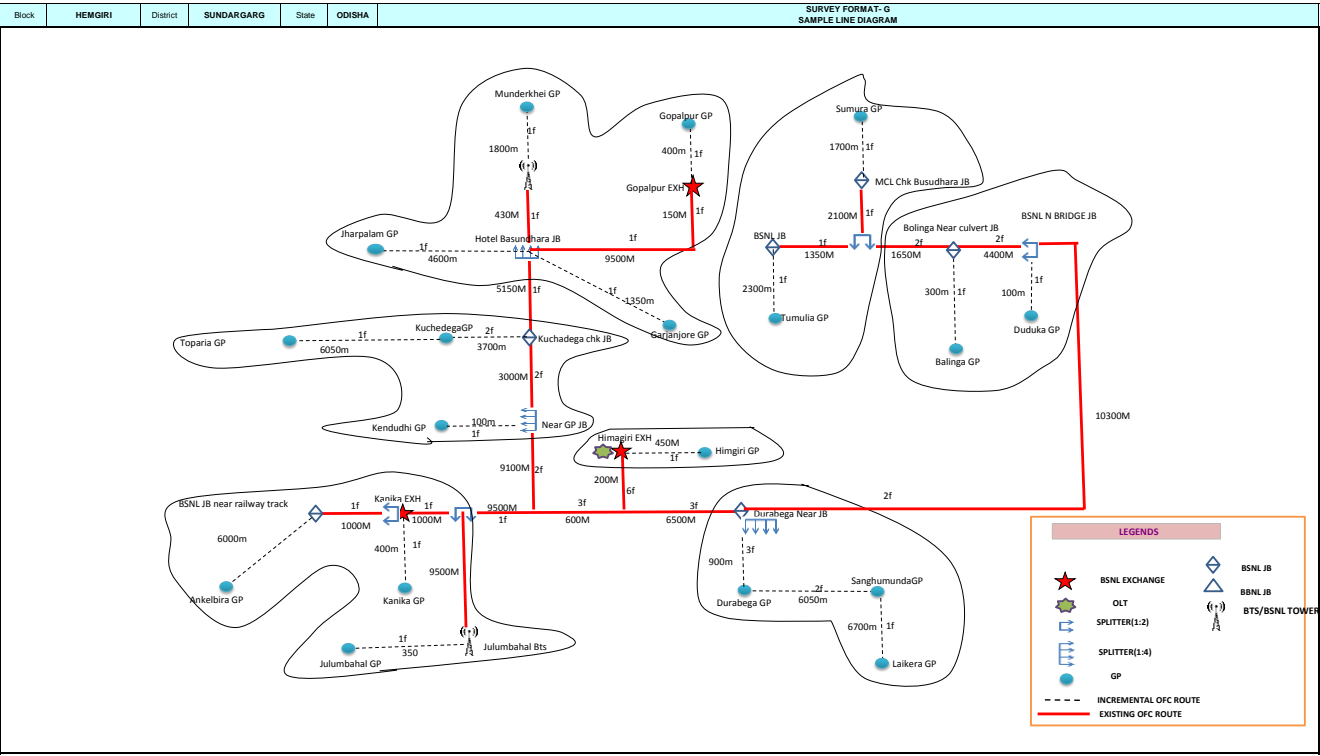 Block HEMGIRI District SUNDARGARG State ODISHA
SURVEY FORMAT- G
SAMPLE LINE DIAGRAM
Munderkhei GP
1f
1800m
430M 1f
Gopalpur GP
400m 1f
Gopalpur EXH
150M 1f
Jharpalam GP
1f
4600m
Hotel Basundhara JB
1f
9500M
5150M 1f
1f
1350m
Garjanjore GP
Sumura GP
1700m 1f
MCL Chk Busudhara JB
2100M 1f
BSNL JB
1f
1350M
2300m 1f
Tumulia GP
Bolinga Near culvert JB
2f
1650M
2f
4400M
BSNL N BRIDGE JB
300m 1f
Balinga GP
100m 1f
Duduka GP
10300M
Toparia GP
1f
6050m
KuchedegaGP
2f
3700m
Kuchadega chk JB
3000M 2f
Kendudhi GP
100m
1f
Near GP JB
9100M 2f
Himagiri EXH
450M
1f
Himgiri GP
200M
6f
BSNL JB near railway track
1f
1000M
Kanika EXH
1f
1000M
9500M
1f
3f
600M
3f
6500M
2f
6000m
Ankelbira GP
400m 1f
Kanika GP
9500M
1f
350
Julumbahal GP
Julumbahal Bts
Durabega Near JB
3f
900m
Durabega GP
2f
6050m
SanghumundaGP
6700m 1f
Laikera GP
LEGENDS
BSNL EXCHANGE
OLT
SPLITTER(1:2)
SPLITTER(1:4)
GP
BSNL JB
BBNL JB
BTS/BSNL TOWER
INCREMENTAL OFC ROUTE
EXISTING OFC ROUTE